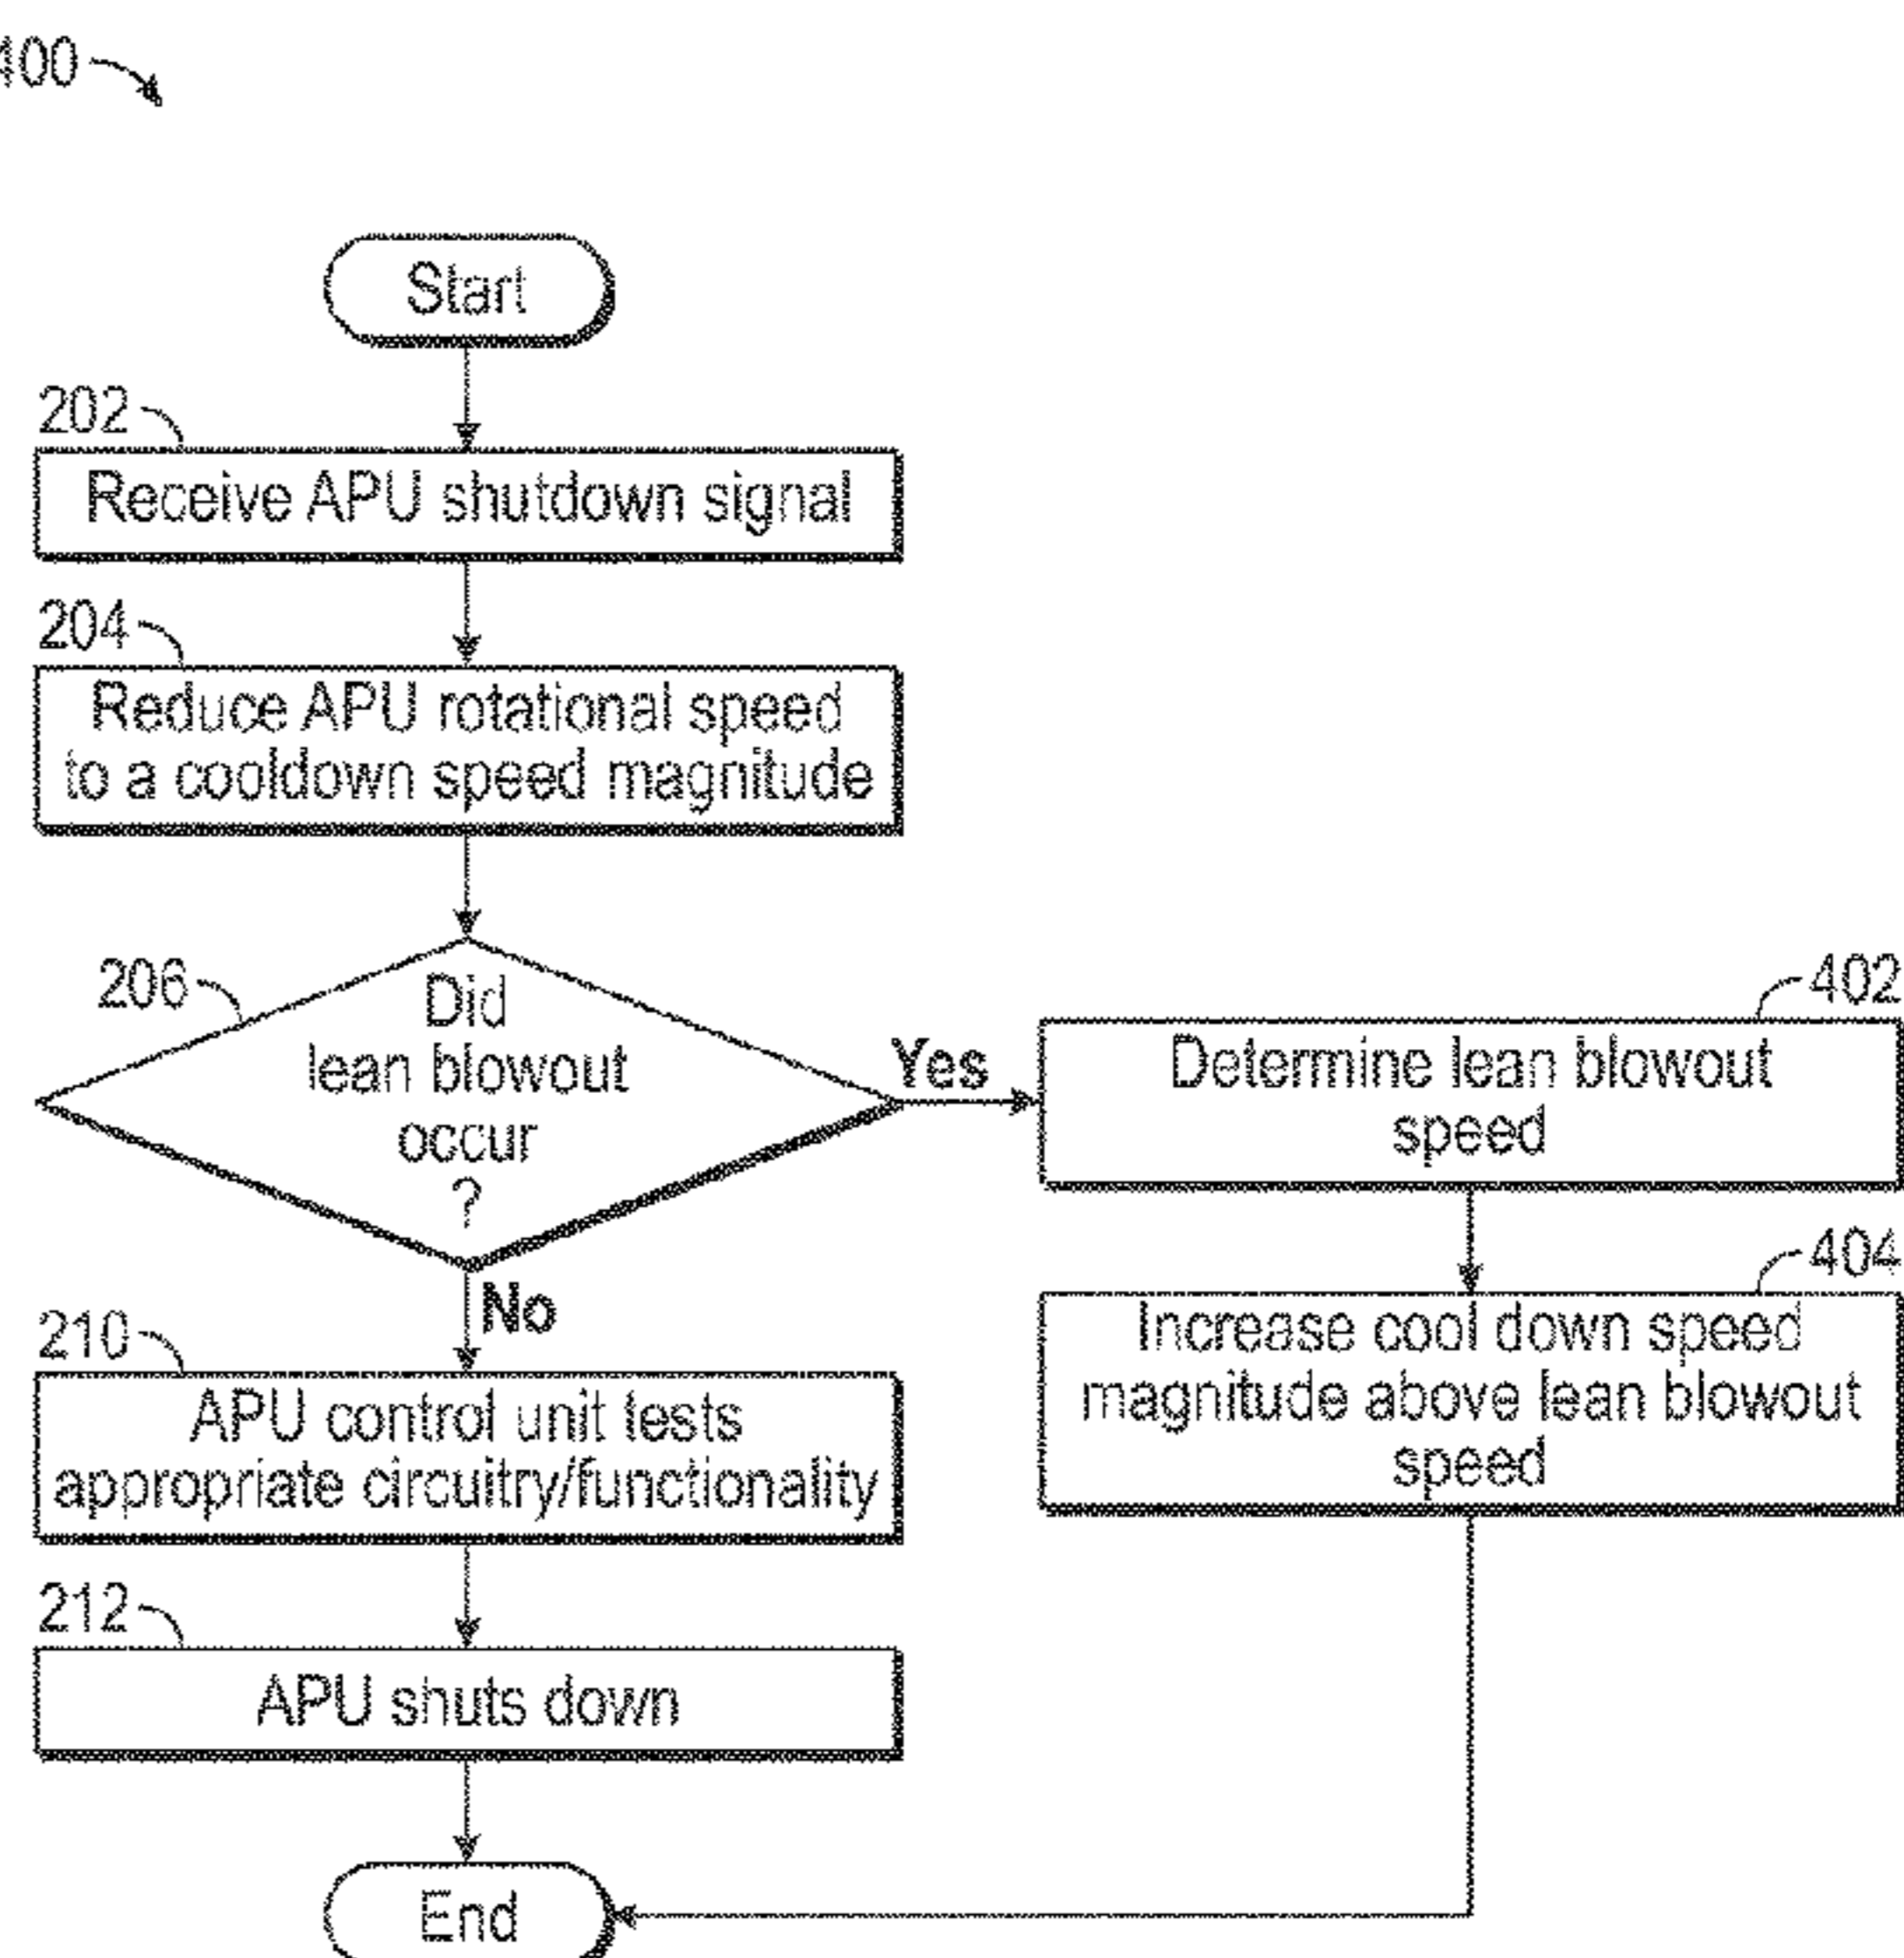 400
Start
202
Receive APU shutdown signal
204
Reduce APU rotational speed
to a cooldown speed magnitude
206
Did
lean blowout
occur
?
Yes
402
Determine lean blowout
speed
404
Increase cool down speed
magnitude above lean blowout
speed
No
210
APU control unit tests
appropriate circuitry/functionality
212
APU shuts down
End